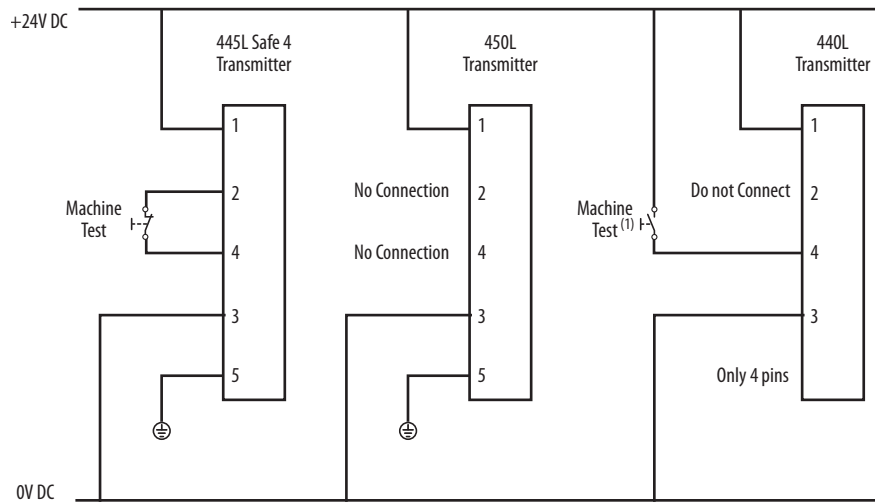 +24V DC
445L Safe 4
Transmitter
1
2
4
3
5
Machine
Test
450L
Transmitter
1
No Connection
2
No Connection
4
3
5
440L
Transmitter
1
Do not Connect
2
Machine
Test (1)
4
3
Only 4 pins
0V DC